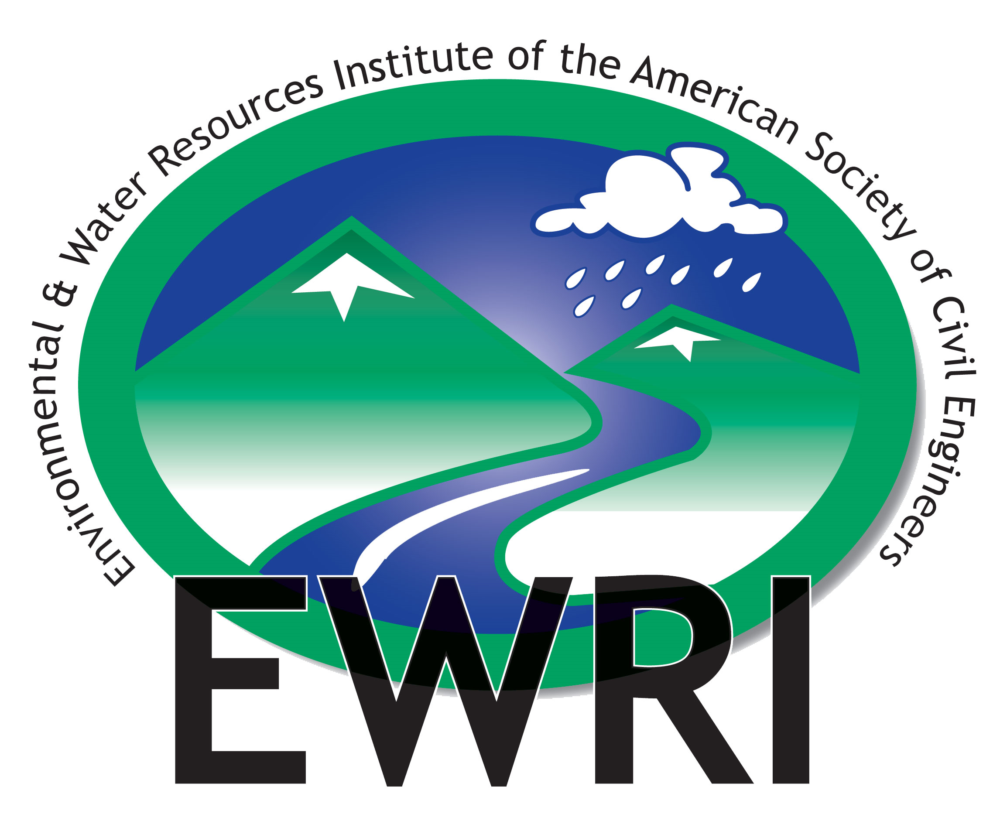 Environmental & Water Resources Institute of the American Society of Civil Engineers
EWRI